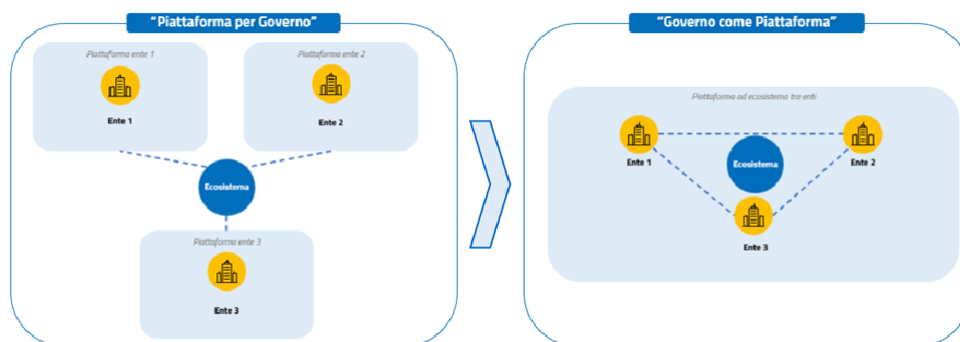 "Piattaforma per Governo"
Piattaforma ente 1
Piattaforma ente 2
Ente 1
Ente 2
Ecosistema
Piattaforma ente 3
Ente 3
"Governo come Piattaforma"
Piattaforma ad ecosistema tra enti
Ente 1
Ente 2
Ecosistema
Ente 3